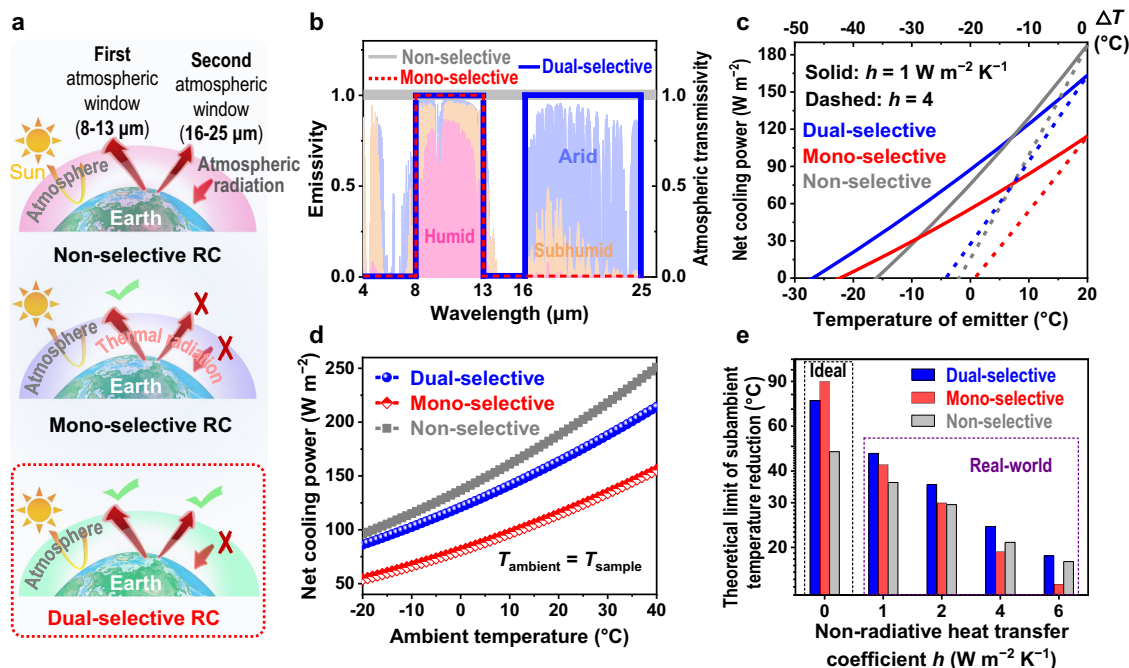 a
First
atmospheric
window
(8-13 µm)
Second
atmospheric
window
(16-25 µm)
Sun
Atmosphere
Atmospheric
radiation
Earth
Non-selective RC
Atmosphere
Thermal radiation
Earth
Mono-selective RC
Atmosphere
Earth
Dual-selective RC
b
Non-selective
Mono-selective
Dual-selective
Emissivity
1.0
0.5
0.0
Arid
Humid
Subhumid
1.0
0.5
0.0
Atmospheric transmissivity
4 8 13 16 25
Wavelength (µm)
c
-50 -40 -30 -20 -10 0
ΔT
(°C)
Net cooling power (W m⁻²)
180
150
120
90
60
30
0
Solid: h = 1 W m⁻² K⁻¹
Dashed: h = 4
Dual-selective
Mono-selective
Non-selective
-30 -20 -10 0 10 20
Temperature of emitter (°C)
d
Net cooling power (W m⁻²)
250
200
150
100
50
Dual-selective
Mono-selective
Non-selective
T ambient = T sample
-20 -10 0 10 20 30 40
Ambient temperature (°C)
e
Theoretical limit of subambient
temperature reduction (°C)
90
60
40
20
Ideal
Dual-selective
Mono-selective
Non-selective
Real-world
0 1 2 4 6
Non-radiative heat transfer
coefficient h (W m⁻² K⁻¹)